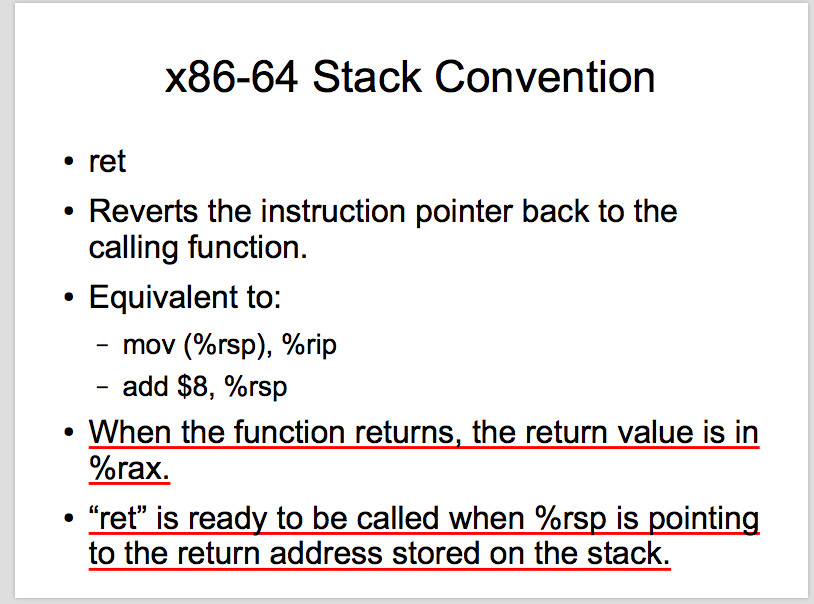 x86-64 Stack Convention
• ret
• Reverts the instruction pointer back to the
calling function.
• Equivalent to:
– mov (%rsp), %rip
– add $8, %rsp
• When the function returns, the return value is in
%rax.
• “ret” is ready to be called when %rsp is pointing
to the return address stored on the stack.